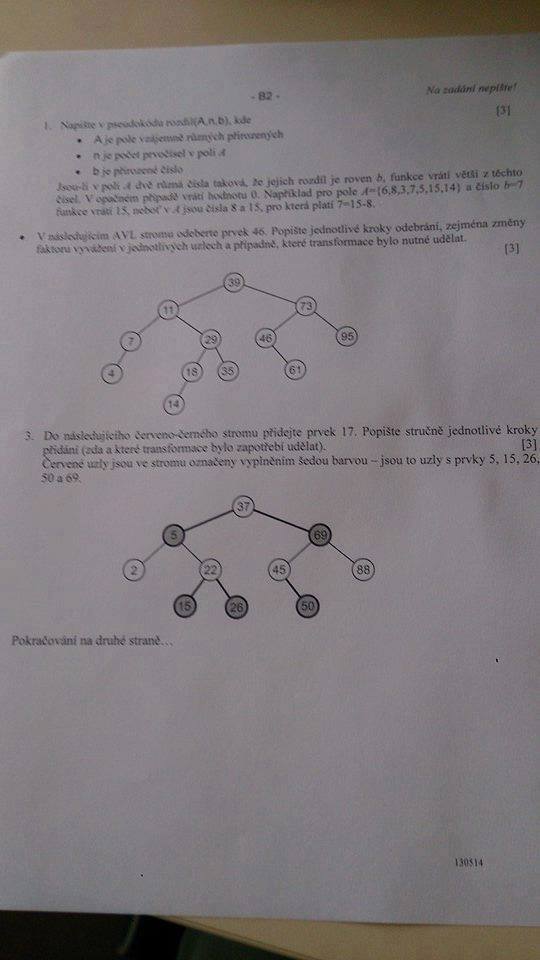 - B2 -
Na zadání nepište!
1. Napište v pseudokódu rozdíl(A,n,b), kde
[3]
• A je pole vzájemně různých přirozených
• n je počet prvočísel v poli A
• b je přirozené číslo
Jsou-li v poli A dvě různá čísla taková, že jejich rozdíl je roven b, funkce vrátí větší z těchto
čísel. V opačném případě vrátí hodnotu 0. Například pro pole A={6,8,3,7,5,15,14} a číslo b=7
funkce vrátí 15, neboť v A jsou čísla 8 a 15, pro která platí 7=15-8.
• V následujícím AVL stromu odeberte prvek 46. Popište jednotlivé kroky odebrání, zejména změny
faktoru vyvážení v jednotlivých uzlech a případně, které transformace bylo nutné udělat.
[3]
39
11 73
7 29 46 95
4 18 35 61
14
3. Do následujícího červeno-černého stromu přidejte prvek 17. Popište stručně jednotlivé kroky
přidání (zda a které transformace bylo zapotřebí udělat). [3]
Červené uzly jsou ve stromu označeny vyplněním šedou barvou – jsou to uzly s prvky 5, 15, 26,
50 a 69.
37
5 69
2 22 45 88
15 26 50
Pokračování na druhé straně…
130514